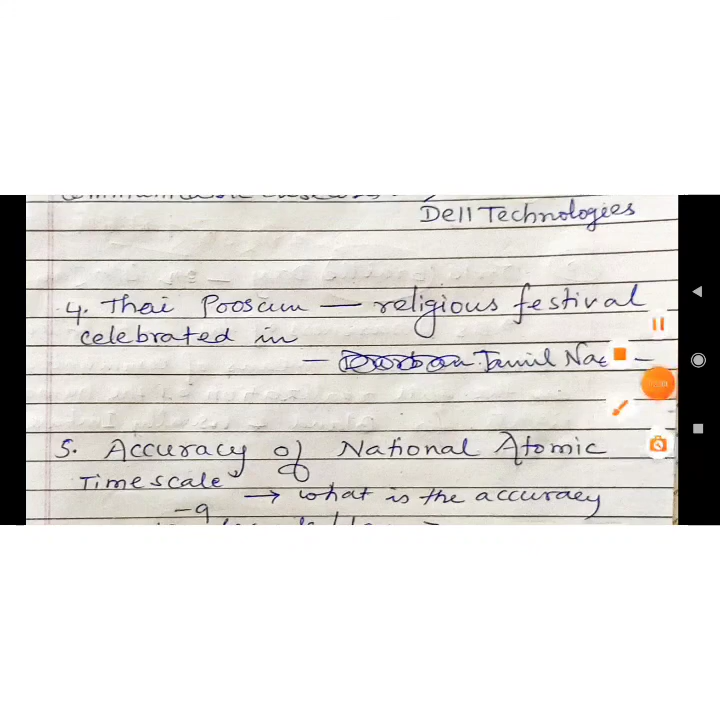 Dell Technologies
4. Thai Poosam — religious festival
celebrated in
— Tamil
5. Accuracy of National Atomic
Timescale
→ what is the accuracy
-9